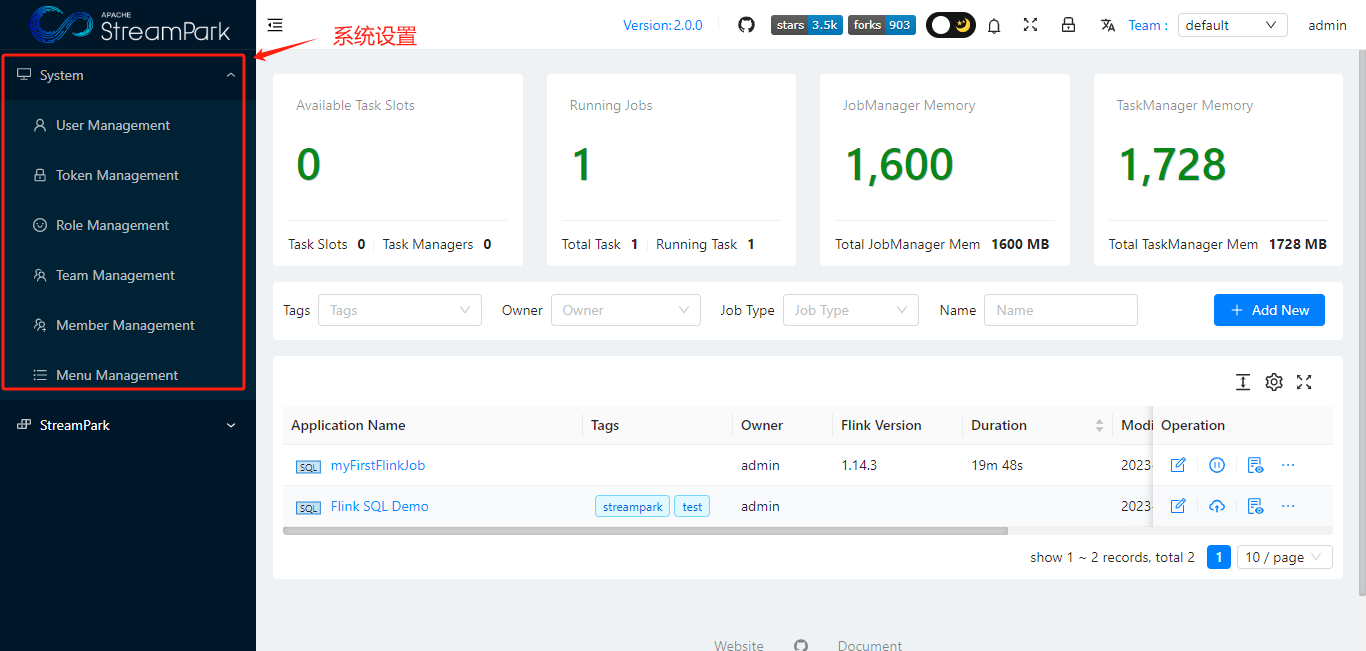 APACHE
StreamPark
系统设置
Version:2.0.0
stars 3.5k
forks 903
Team :
default
admin
System
User Management
Token Management
Role Management
Team Management
Member Management
Menu Management
StreamPark
Available Task Slots
0
Task Slots 0 Task Managers 0
Running Jobs
1
Total Task 1 Running Task 1
JobManager Memory
1,600
Total JobManager Mem 1600 MB
TaskManager Memory
1,728
Total TaskManager Mem 1728 MB
Tags Tags Owner Owner Job Type Job Type Name Name + Add New
Application Name Tags Owner Flink Version Duration Modi Operation
SQL myFirstFlinkJob admin 1.14.3 19m 48s 2023-
SQL Flink SQL Demo streampark test admin 2023-
show 1 ~ 2 records, total 2 1 10 / page
Website Document